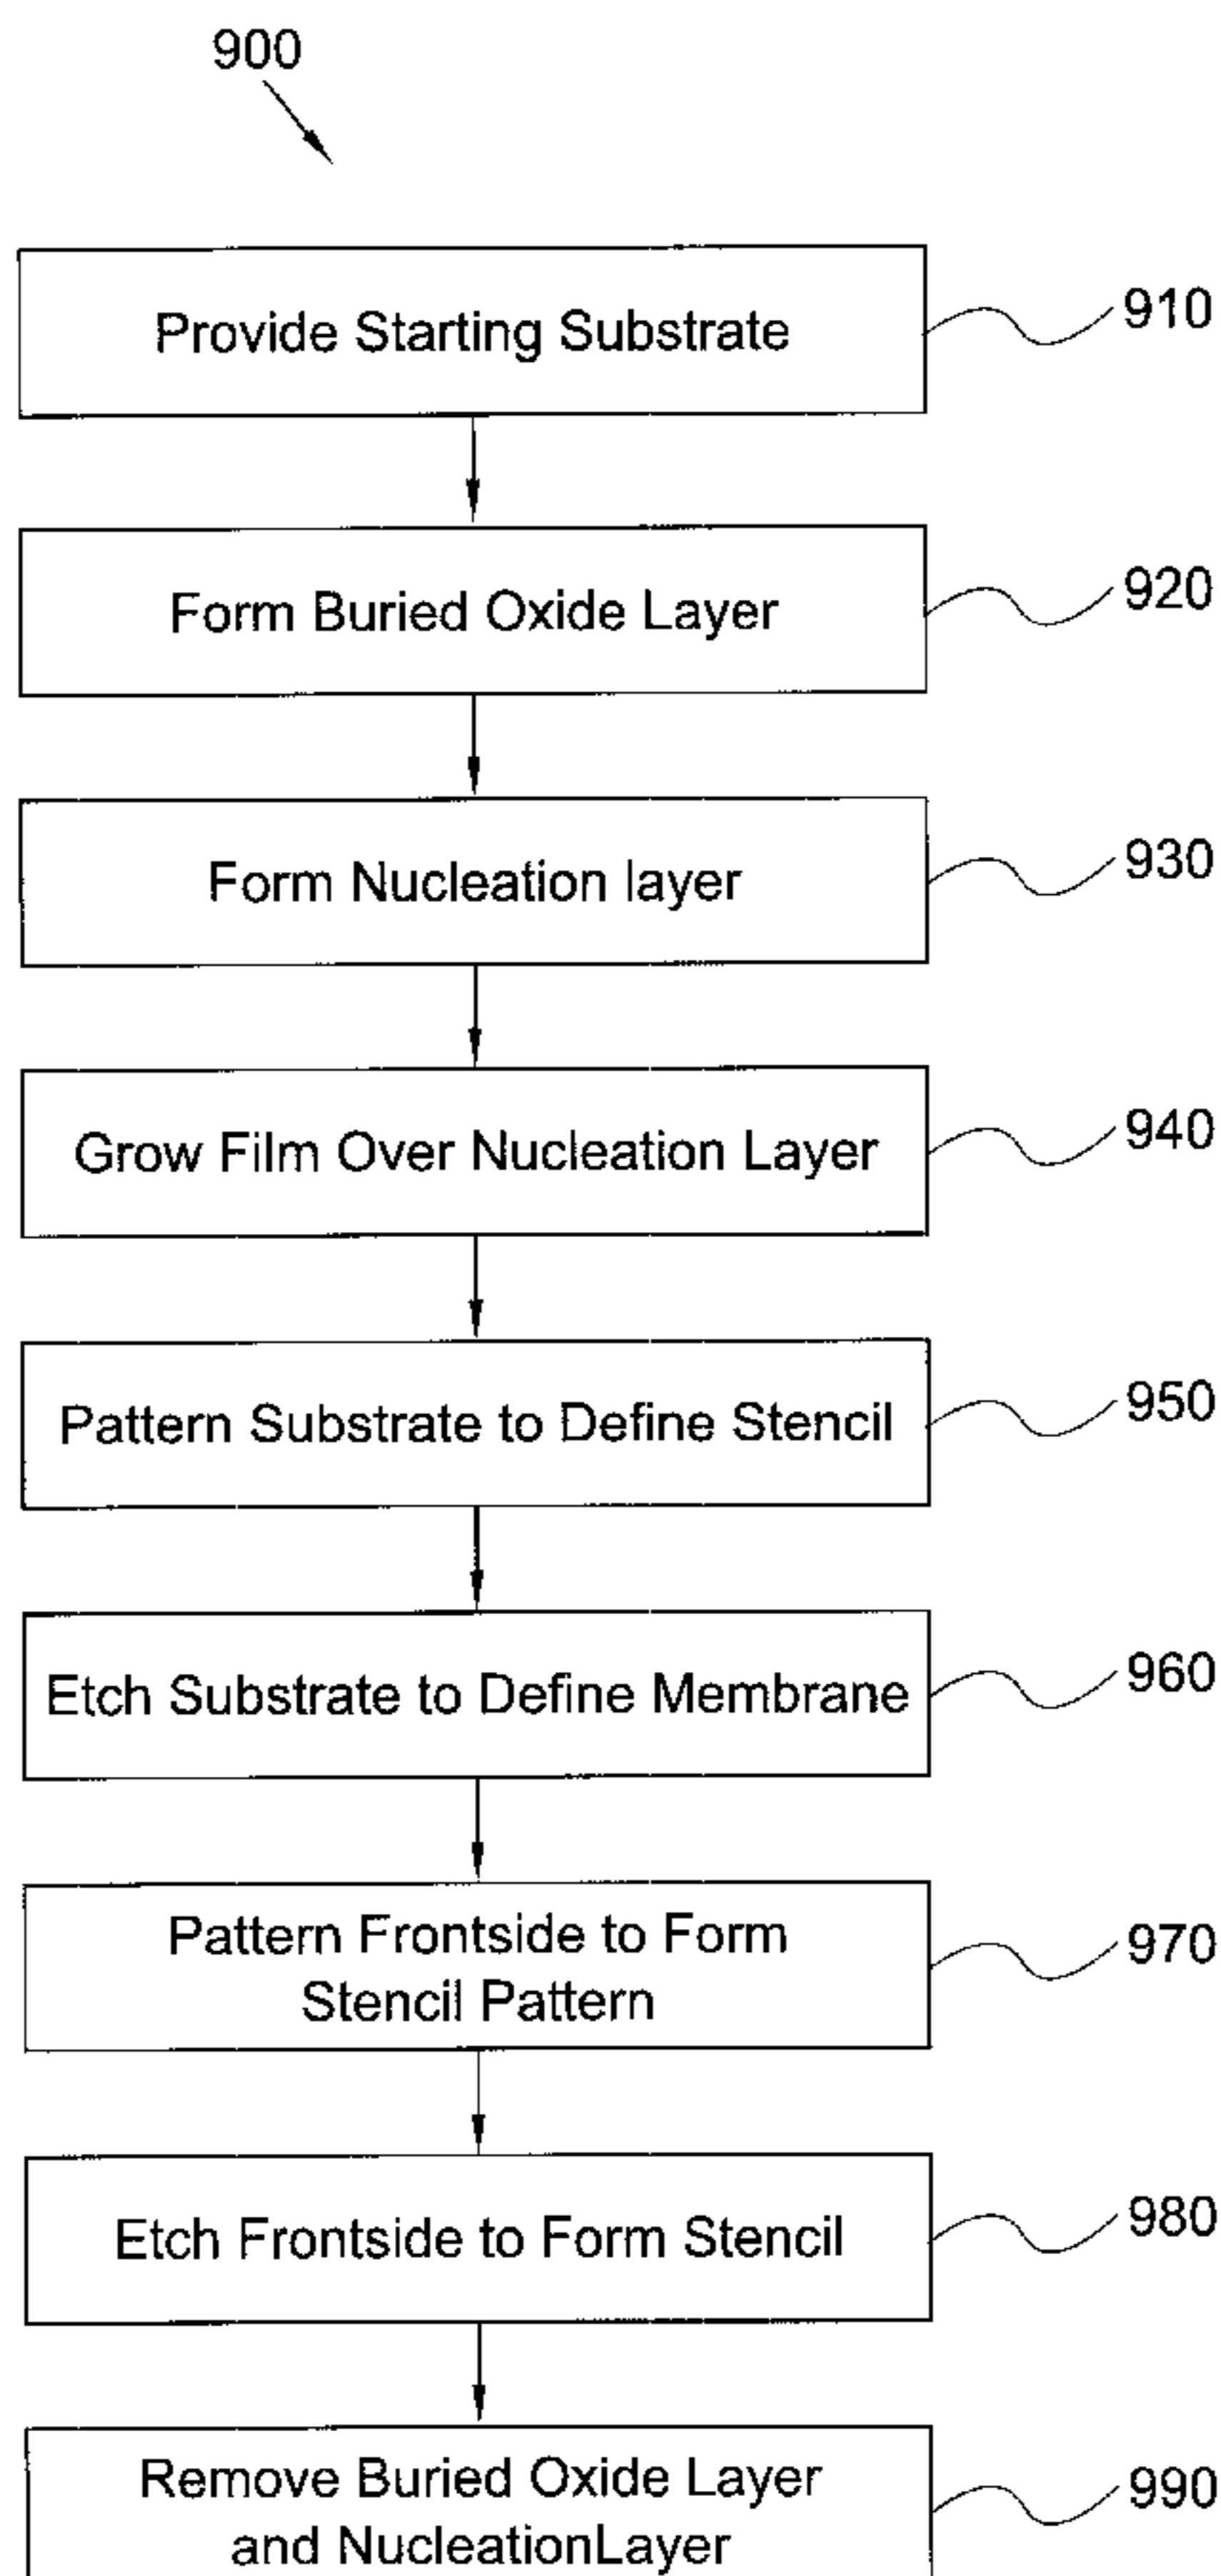 900
Provide Starting Substrate
910
Form Buried Oxide Layer
920
Form Nucleation layer
930
Grow Film Over Nucleation Layer
940
Pattern Substrate to Define Stencil
950
Etch Substrate to Define Membrane
960
Pattern Frontside to Form
Stencil Pattern
970
Etch Frontside to Form Stencil
980
Remove Buried Oxide Layer
and NucleationLayer
990